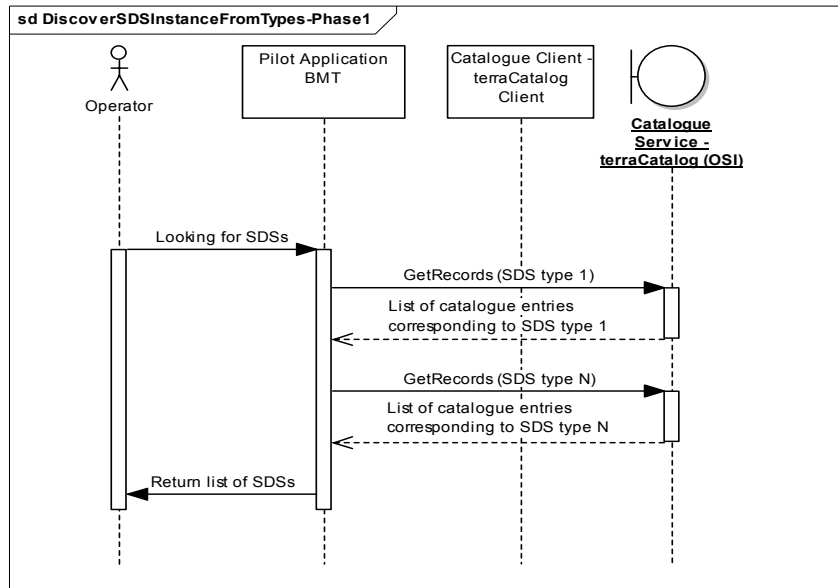 sd DiscoverSDSInstanceFromTypes-Phase1
Operator
Pilot Application
BMT
Catalogue Client -
terraCatalog
Client
Catalogue
Service -
terraCatalog (OSI)
Looking for SDSs
GetRecords (SDS type 1)
List of catalogue entries
corresponding to SDS type 1
GetRecords (SDS type N)
List of catalogue entries
corresponding to SDS type N
Return list of SDSs